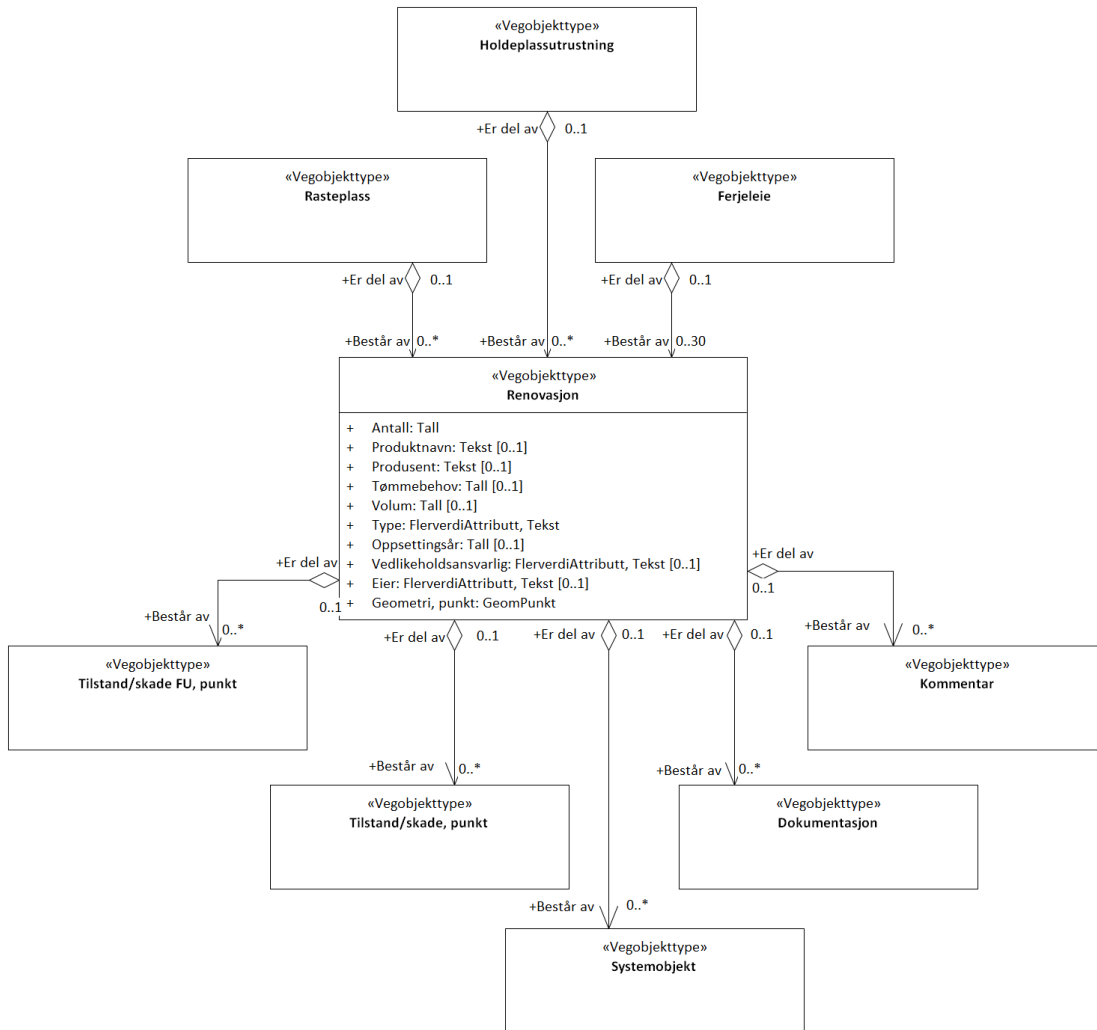 «Vegobjekttype»
Holdeplassutrustning
+Er del av 0..1
«Vegobjekttype»
Rasteplass
«Vegobjekttype»
Ferjeleie
+Er del av 0..1
+Er del av 0..1
+Består av 0..*
+Består av 0..*
+Består av 0..30
«Vegobjekttype»
Renovasjon
+ Antall: Tall
+ Produktnavn: Tekst [0..1]
+ Produsent: Tekst [0..1]
+ Tømmebehov: Tall [0..1]
+ Volum: Tall [0..1]
+ Type: FlerverdiAttributt, Tekst
+ Oppsettingsår: Tall [0..1]
+ Vedlikeholdsansvarlig: FlerverdiAttributt, Tekst [0..1]
+ Eier: FlerverdiAttributt, Tekst [0..1]
+ Geometri, punkt: GeomPunkt
+Er del av
0..1
+Består av
0..*
+Er del av
0..1
+Består av
0..*
+Er del av 0..1
+Er del av 0..1
+Er del av 0..1
«Vegobjekttype»
Tilstand/skade FU, punkt
«Vegobjekttype»
Kommentar
+Består av 0..*
+Består av 0..*
«Vegobjekttype»
Tilstand/skade, punkt
«Vegobjekttype»
Dokumentasjon
+Består av 0..*
«Vegobjekttype»
Systemobjekt